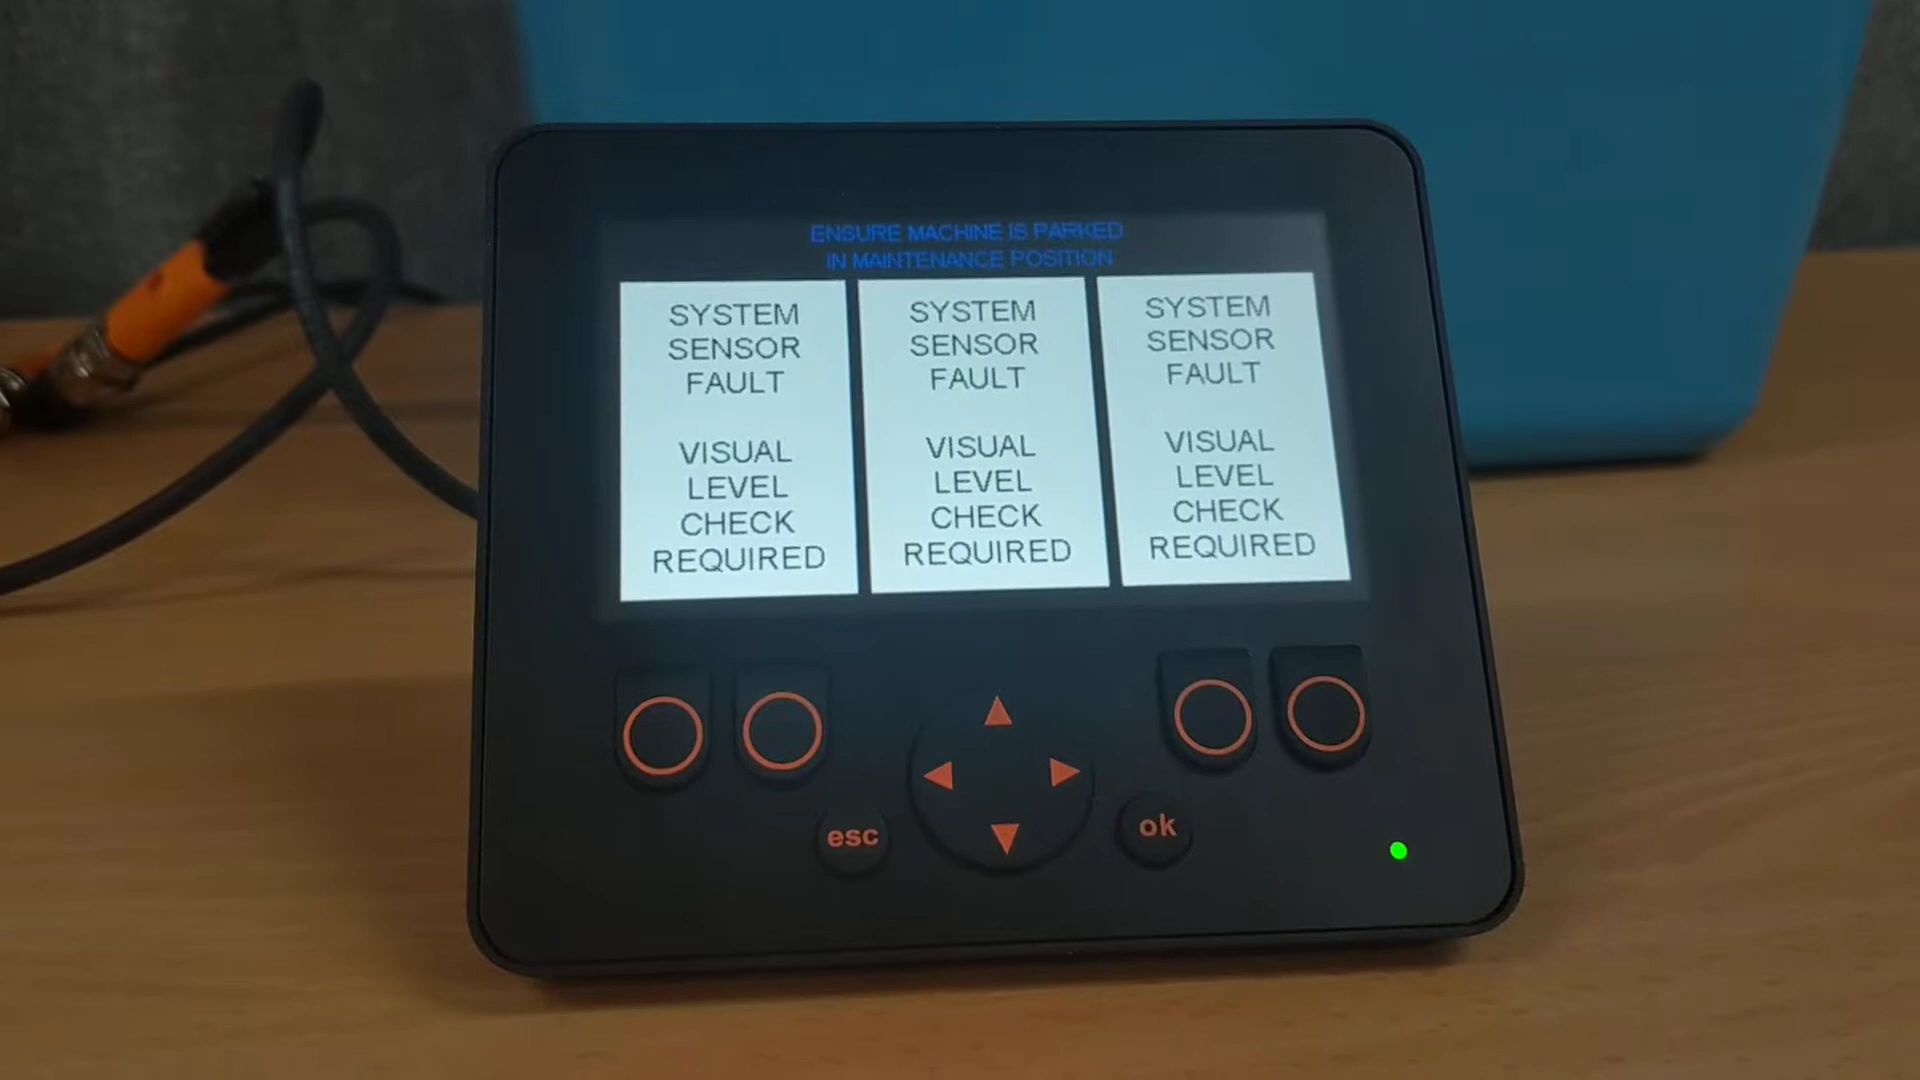 ENSURE MACHINE IS PARKED
IN MAINTENANCE POSITION
SYSTEM
SENSOR
FAULT
VISUAL
LEVEL
CHECK
REQUIRED
SYSTEM
SENSOR
FAULT
VISUAL
LEVEL
CHECK
REQUIRED
SYSTEM
SENSOR
FAULT
VISUAL
LEVEL
CHECK
REQUIRED
esc
ok